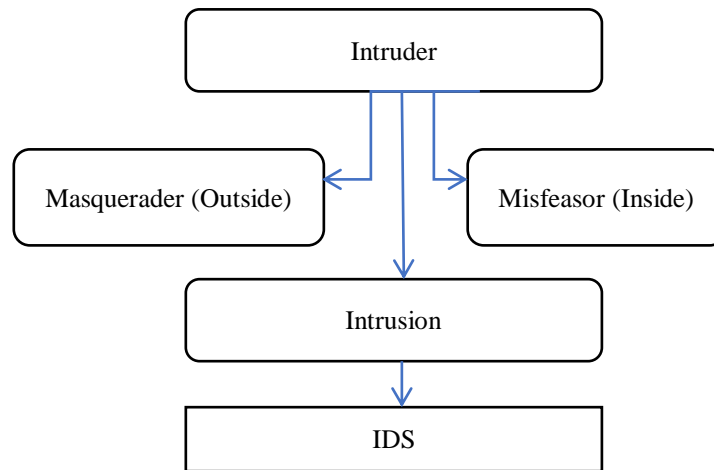 Intruder
Masquerader (Outside)
Misfeasor (Inside)
Intrusion
IDS